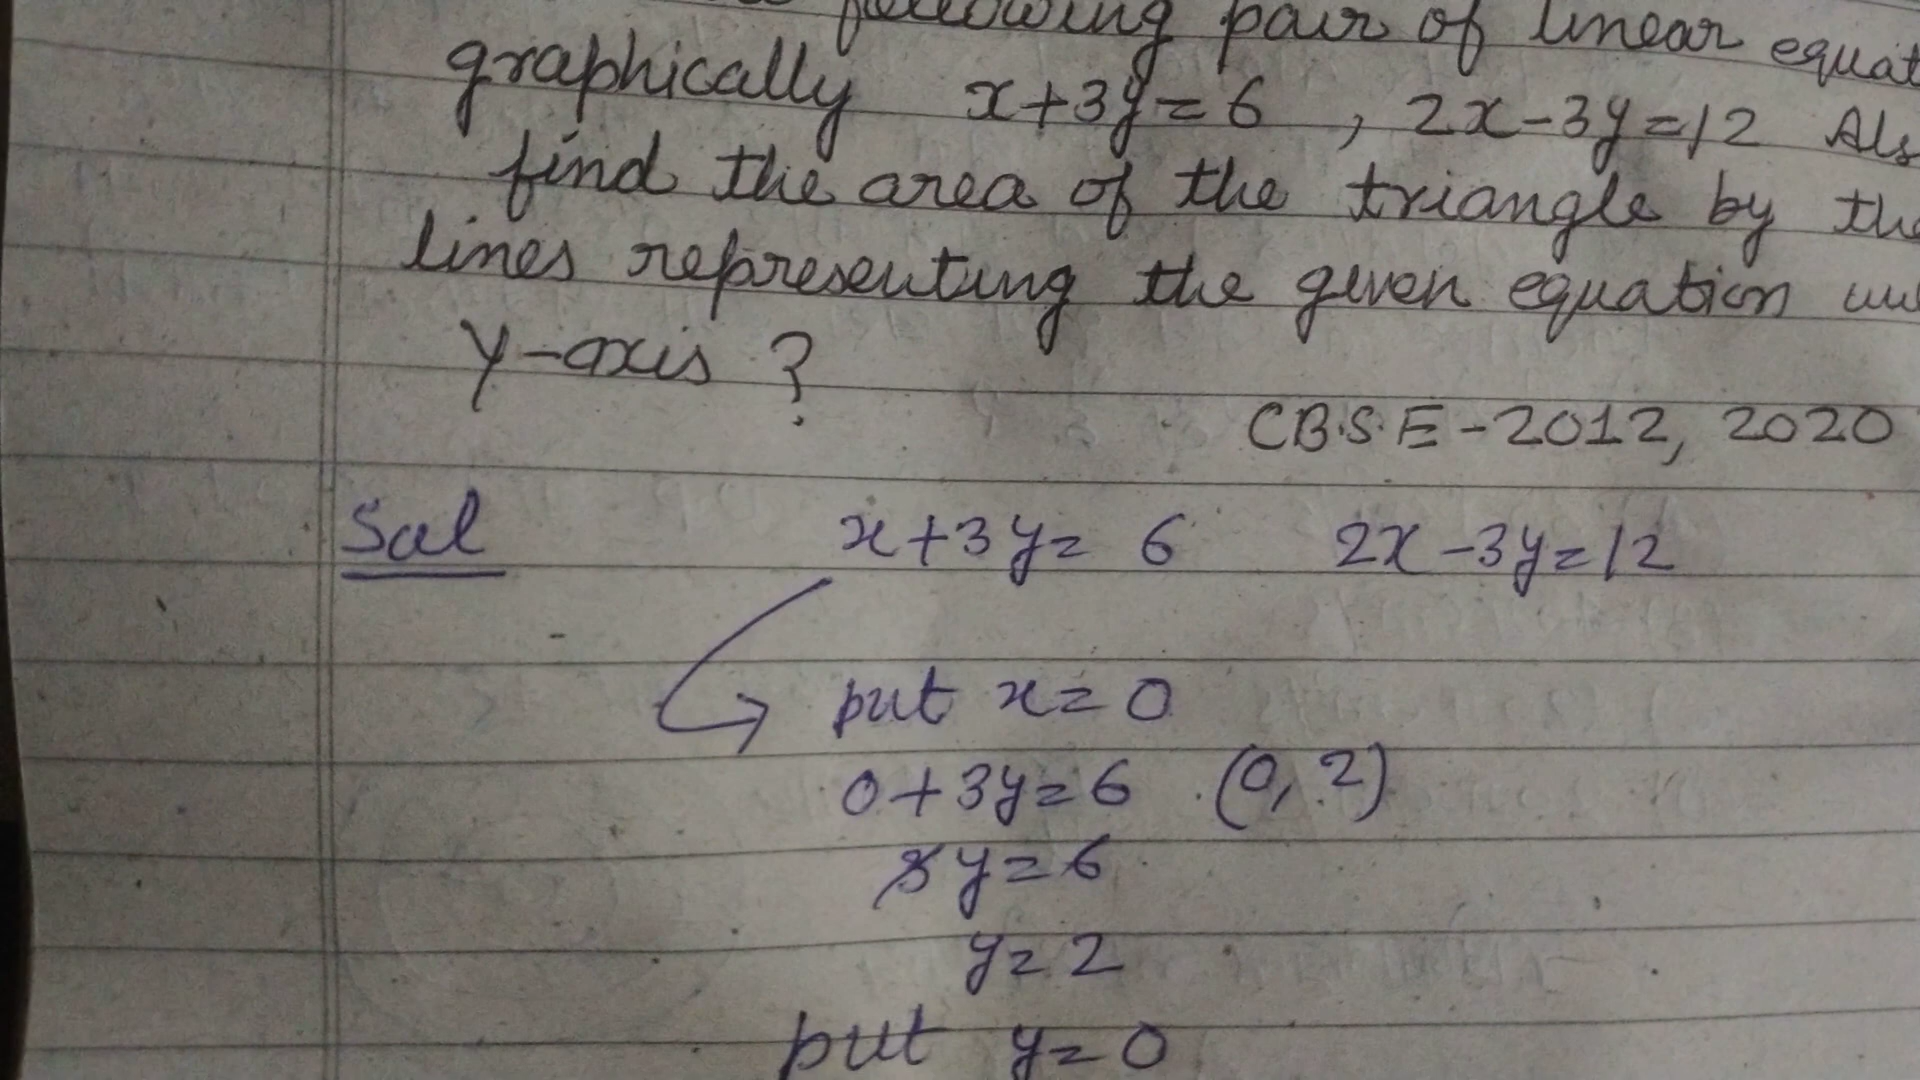 following pair of linear equat
graphically x+3y=6 , 2x-3y=12 Als
find the area of the triangle by the
lines representing the given equation
y-axis ?
CB.S.E-2012, 2020
Sol x+3y= 6 2x-3y=12
put x=0
0+3y=6 (0, 2)
3y=6
y=2
put y=0